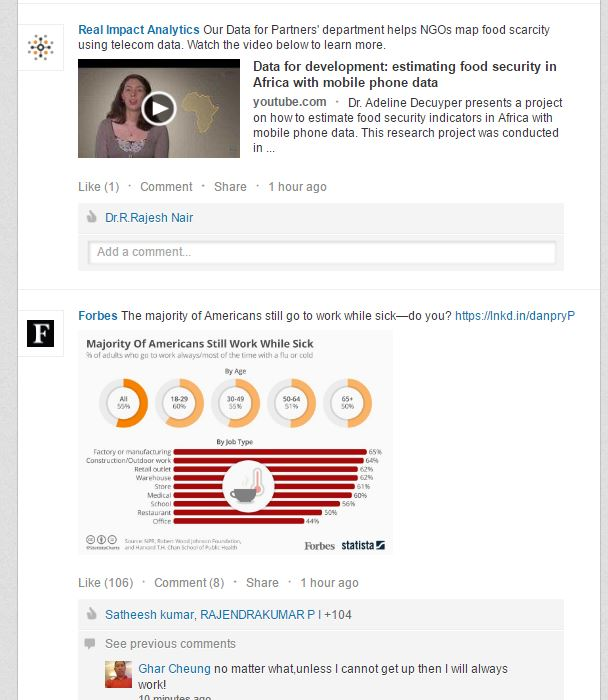 Real Impact Analytics Our Data for Partners' department helps NGOs map food scarcity
using telecom data. Watch the video below to learn more.
Data for development: estimating food security in
Africa with mobile phone data
youtube.com · Dr. Adeline Decuyper presents a project
on how to estimate food security indicators in Africa with
mobile phone data. This research project was conducted
in ...
Like (1) · Comment · Share · 1 hour ago
Dr.R.Rajesh Nair
Add a comment...
F
Forbes The majority of Americans still go to work while sick—do you? https://lnkd.in/danpryP
Majority Of Americans Still Work While Sick
% of adults who go to work always/most of the time with a flu or cold
By Age
All 55%
18-29 60%
30-49 55%
50-64 51%
65+ 50%
By Job Type
Factory or manufacturing 65%
Construction/Outdoor work 64%
Retail outlet 62%
Warehouse 62%
Store 61%
Medical 60%
School 56%
Restaurant 50%
Office 44%
@StatistaCharts
Source: NPR, Robert Wood Johnson Foundation,
and Harvard T.H. Chan School of Public Health
Forbes statista
Like (106) · Comment (8) · Share · 1 hour ago
Satheesh kumar, RAJENDRAKUMAR P I +104
See previous comments
Ghar Cheung no matter what,unless I cannot get up then I will always
work!
10 minutes ago